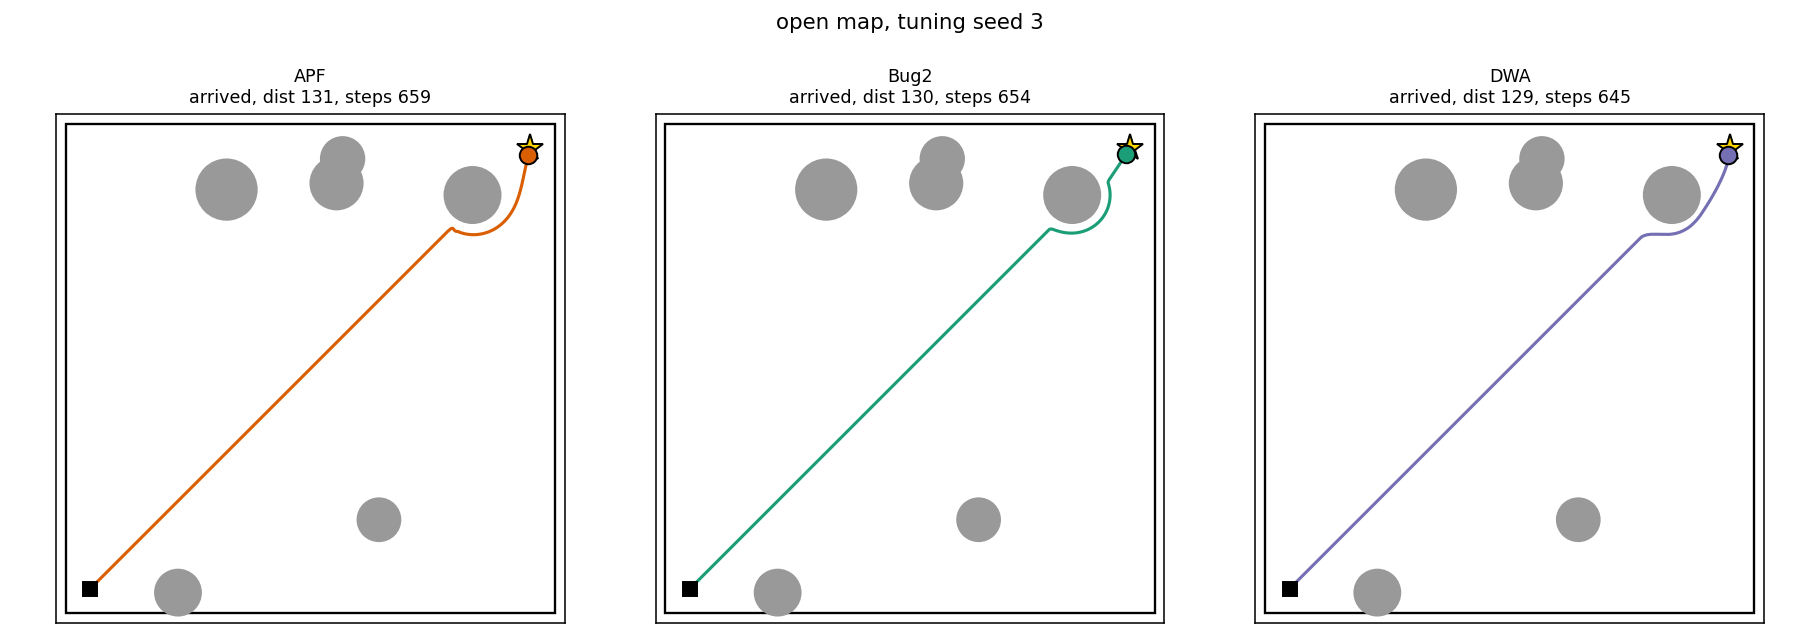 open map, tuning seed 3
APF
arrived, dist 131, steps 659
Bug2
arrived, dist 130, steps 654
DWA
arrived, dist 129, steps 645